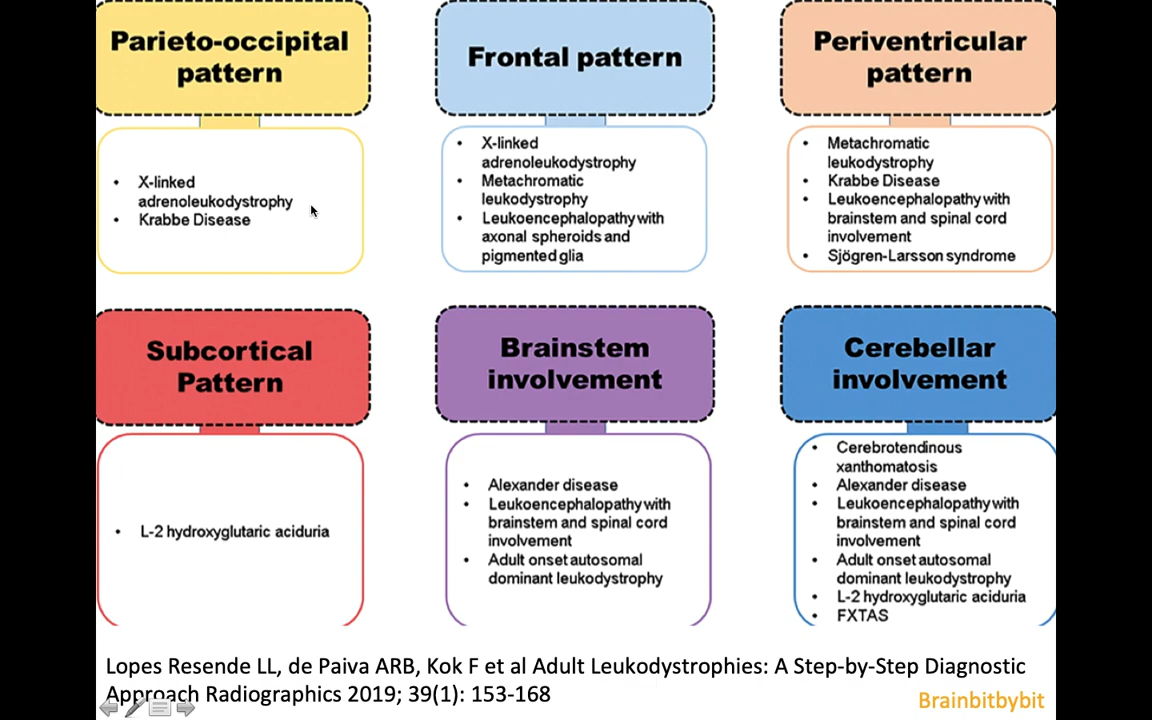 Parieto-occipital
pattern
• X-linked
adrenoleukodystrophy
• Krabbe Disease
Frontal pattern
• X-linked
adrenoleukodystrophy
• Metachromatic
leukodystrophy
• Leukoencephalopathy with
axonal spheroids and
pigmented glia
Periventricular
pattern
• Metachromatic
leukodystrophy
• Krabbe Disease
• Leukoencephalopathy with
brainstem and spinal cord
involvement
• Sjögren-Larsson syndrome
Subcortical
Pattern
• L-2 hydroxyglutaric aciduria
Brainstem
involvement
• Alexander disease
• Leukoencephalopathy with
brainstem and spinal cord
involvement
• Adult onset autosomal
dominant leukodystrophy
Cerebellar
involvement
• Cerebrotendinous
xanthomatosis
• Alexander disease
• Leukoencephalopathy with
brainstem and spinal cord
involvement
• Adult onset autosomal
dominant leukodystrophy
• L-2 hydroxyglutaric aciduria
• FXTAS
Lopes Resende LL, de Paiva ARB, Kok F et al Adult Leukodystrophies: A Step-by-Step Diagnostic
Approach Radiographics 2019; 39(1): 153-168
Brainbitbybit